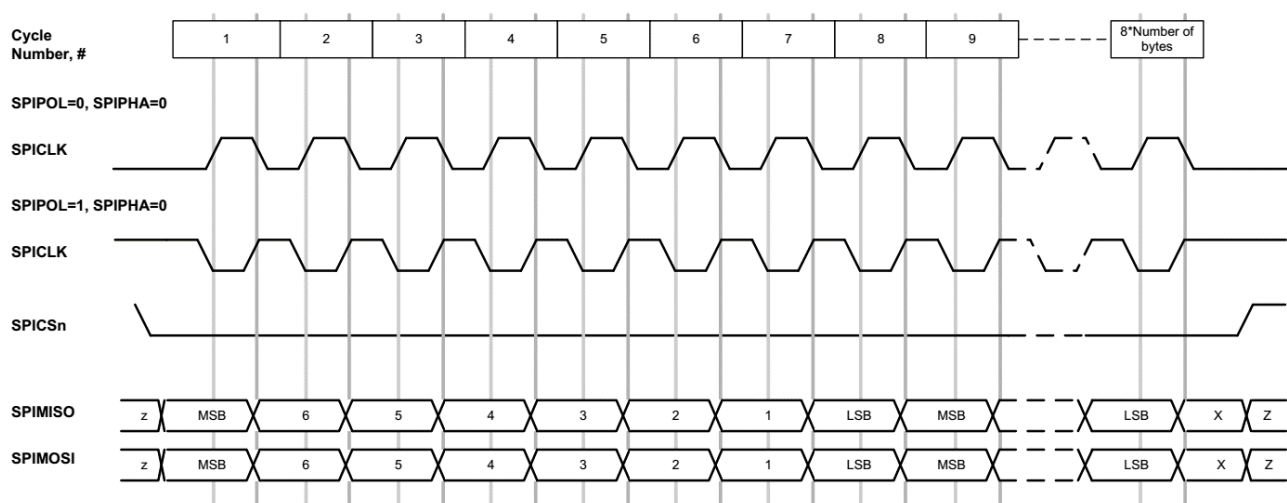 Cycle
Number, #
1 2 3 4 5 6 7 8 9 8*Number of
bytes
SPIPOL=0, SPIPHA=0
SPICLK
SPIPOL=1, SPIPHA=0
SPICLK
SPICSn
SPIMISO z MSB 6 5 4 3 2 1 LSB MSB LSB X Z
SPIMOSI z MSB 6 5 4 3 2 1 LSB MSB LSB X Z